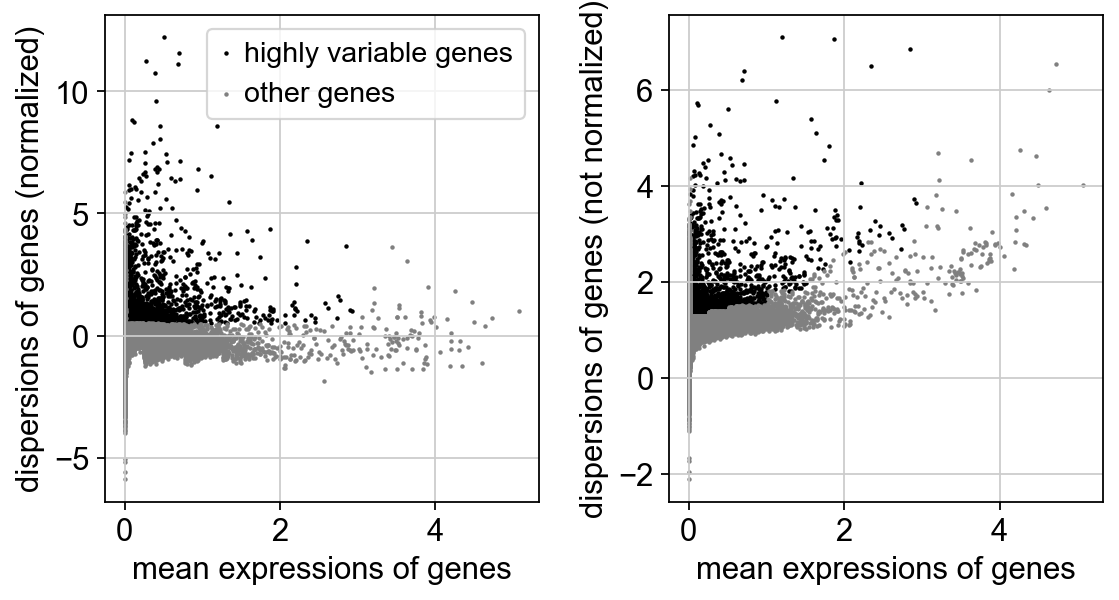 dispersions of genes (normalized)
10
5
0
−5
highly variable genes
other genes
0
2
4
mean expressions of genes
dispersions of genes (not normalized)
6
4
2
0
−2
0
2
4
mean expressions of genes